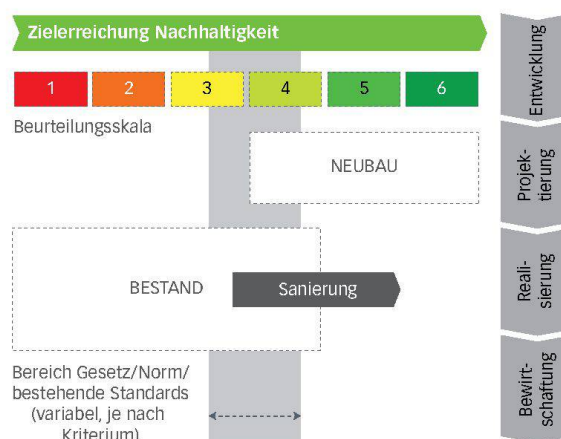 Zielerreichung Nachhaltigkeit
1 2 3 4 5 6
Beurteilungsskala
NEUBAU
BESTAND
Sanierung
Bereich Gesetz/Norm/
bestehende Standards
(variabel, je nach
Kriterium)
Entwicklung
Projek-
tierung
Reali-
sierung
Bewirt-
schaftung